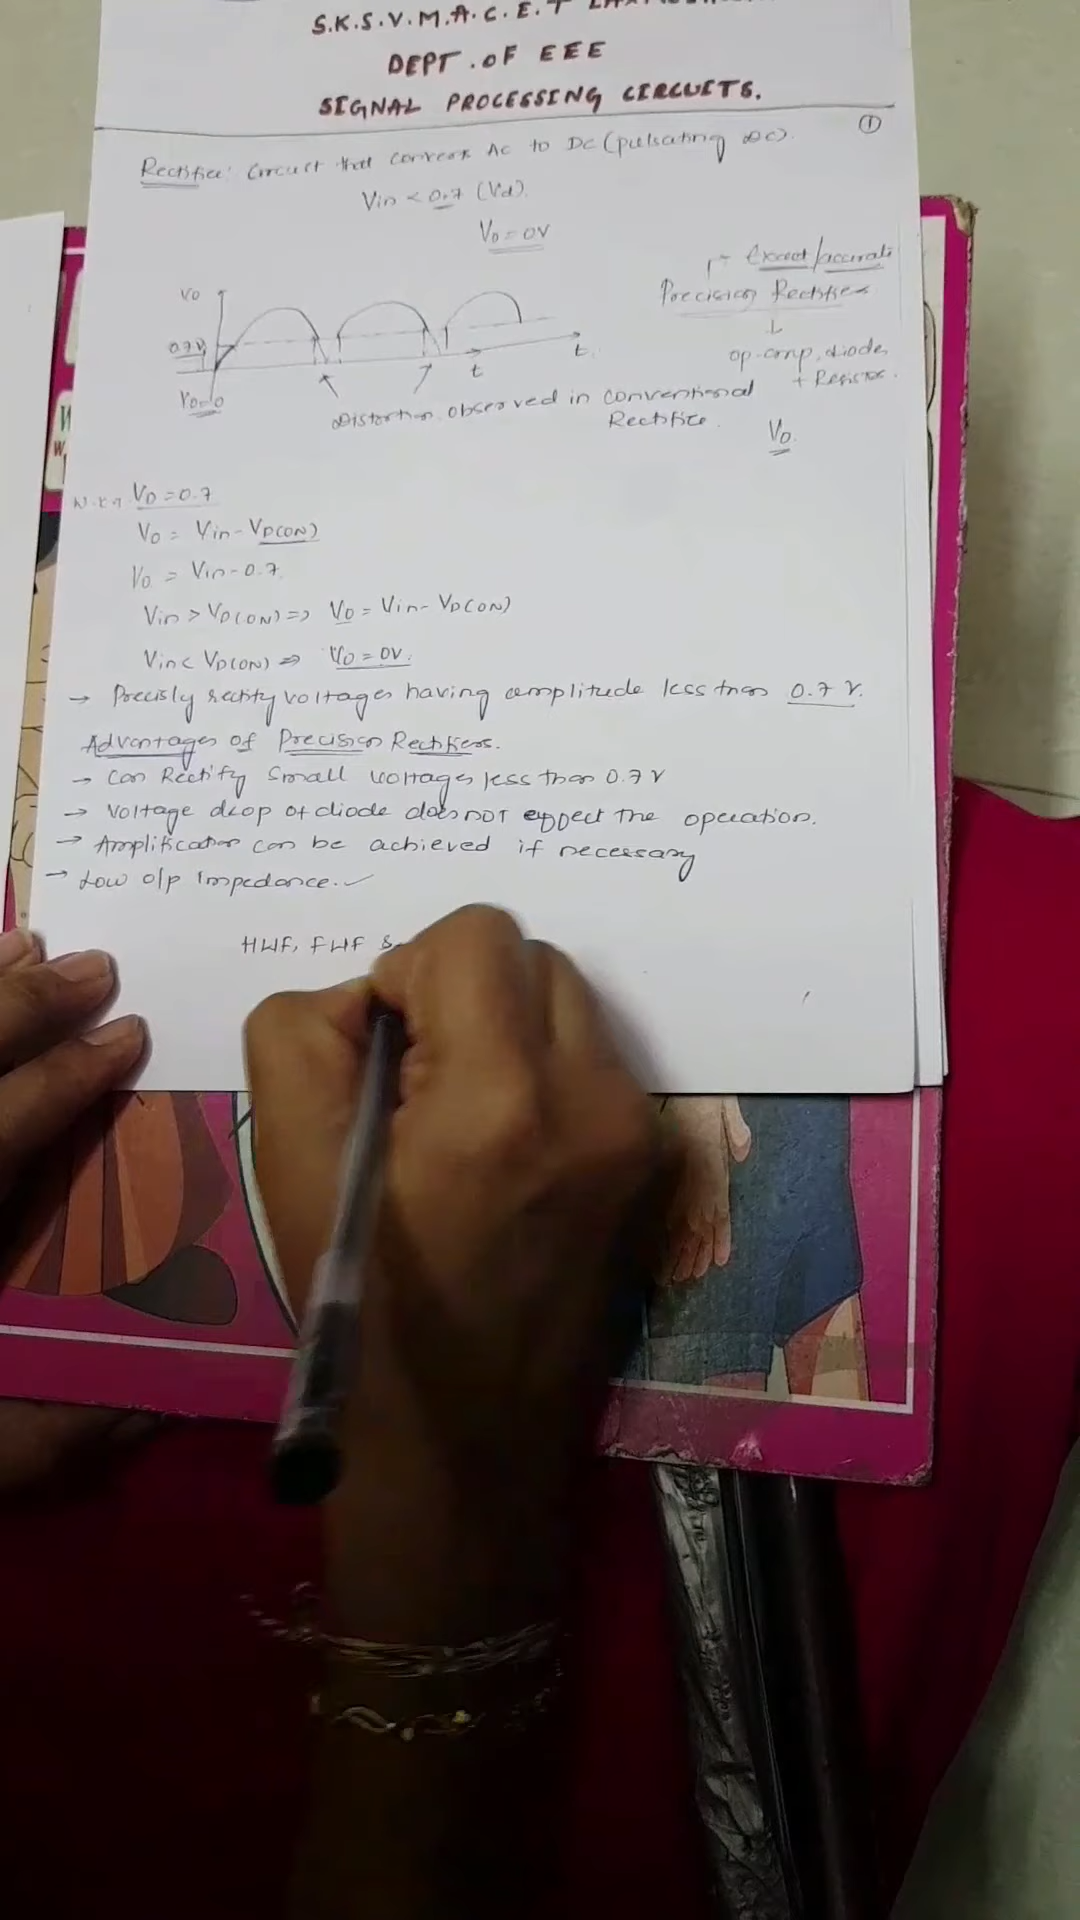 S.K.S.V.M.A.C.E.T
DEPT. OF EEE
SIGNAL PROCESSING CIRCUITS.
①
Rectifier: Circuit that converts AC to DC (pulsating DC).
Vin < 0.7 (Vd).
Vo = 0V
Exact/accurate
Precision Rectifier
op-amp, diodes
+ Resistor.
Vo
0.7V
Vo=0
t
t.
Distortion observed in conventional
Rectifier.
Vo.
W.K.T VD = 0.7
Vo = Vin - VD(ON)
Vo = Vin - 0.7.
Vin > VD(ON) => Vo = Vin - VD(ON)
Vin < VD(ON) => Vo = 0V.
→ Precisly rectify voltages having amplitude less than 0.7 V.
Advantages of Precision Rectifiers.
→ Can Rectify Small voltages less than 0.7 V
→ Voltage drop of diode does not effect the operation.
→ Amplification can be achieved if necessary
→ Low o/p Impedance.
HWF, FWF &